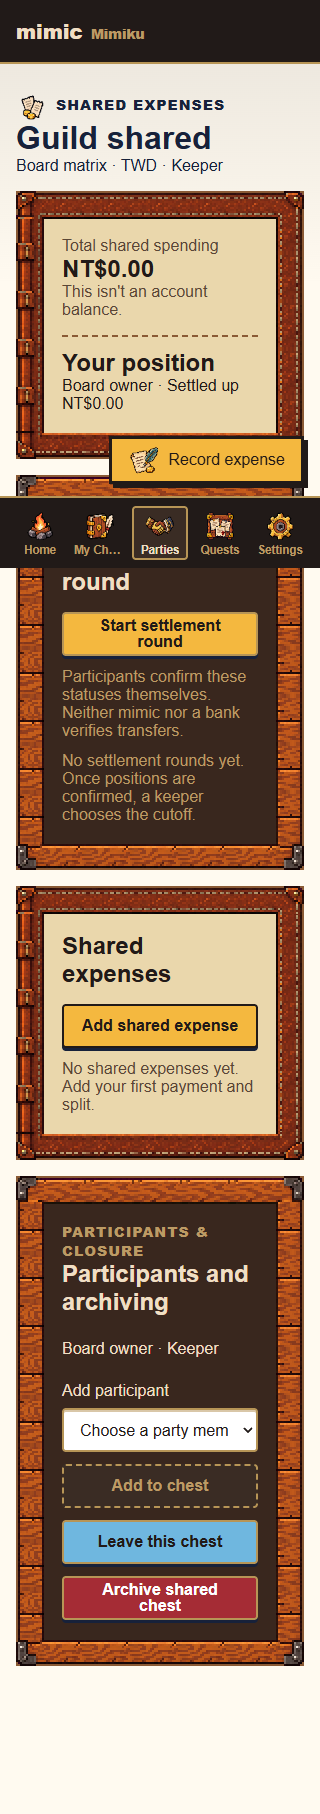 mimic Mimiku
SHARED EXPENSES
Guild shared
Board matrix · TWD · Keeper
Total shared spending
NT$0.00
This isn't an account
balance.
Your position
Board owner · Settled up
NT$0.00
Record expense
Home
My Ch...
Parties
Quests
Settings
round
Start settlement
round
Participants confirm these
statuses themselves.
Neither mimic nor a bank
verifies transfers.
No settlement rounds yet.
Once positions are
confirmed, a keeper
chooses the cutoff.
Shared
expenses
Add shared expense
No shared expenses yet.
Add your first payment and
split.
PARTICIPANTS &
CLOSURE
Participants and
archiving
Board owner · Keeper
Add participant
Choose a party mem
Add to chest
Leave this chest
Archive shared
chest